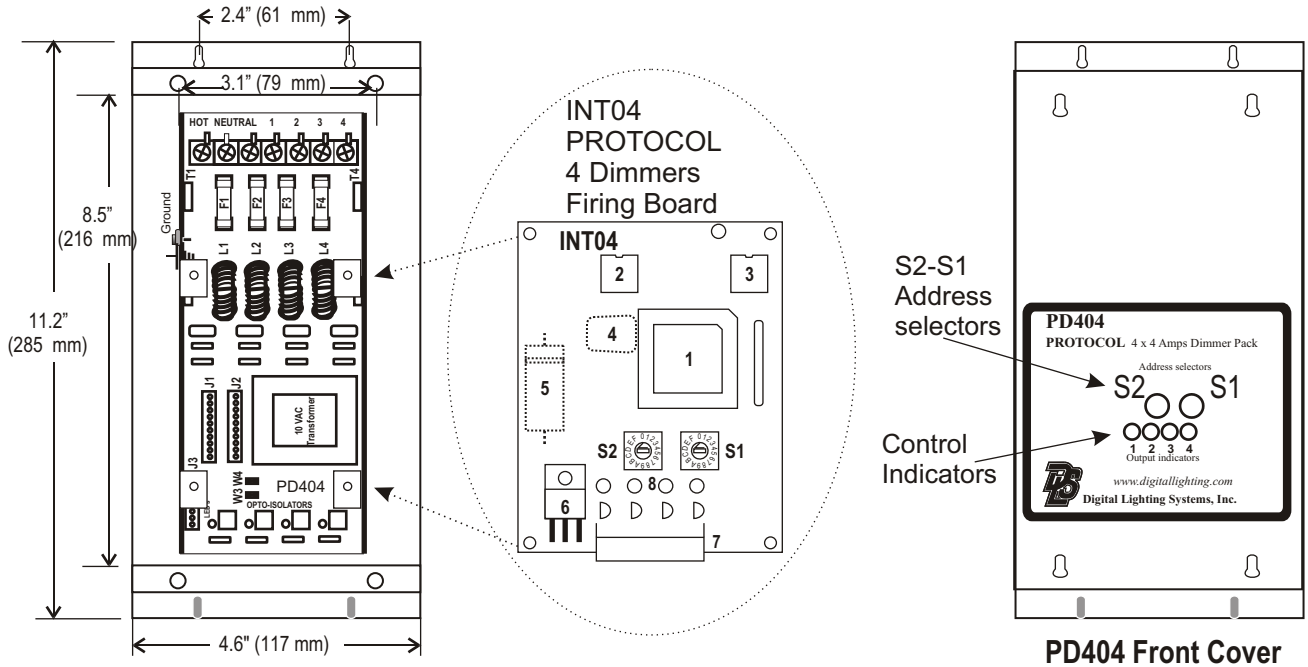 2.4" (61 mm)
3.1" (79 mm)
HOT NEUTRAL 1 2 3 4
T1
T4
F1
F2
F3
F4
Ground
L1
L2
L3
L4
8.5"
(216 mm)
11.2"
(285 mm)
J1
J2
10 VAC
Transformer
J3
W3 W4
PD404
OPTO-ISOLATORS
4.6" (117 mm)
INT04
PROTOCOL
4 Dimmers
Firing Board
INT04
2
3
4
1
5
S2
0123456789ABCDEF
0123456789ABCDEF
S1
8
6
7
S2-S1
Address
selectors
Control
Indicators
PD404
PROTOCOL 4 x 4 Amps Dimmer Pack
Address selectors
S2 S1
1 2 3 4
Output indicators
DLS
www.digitallighting.com
Digital Lighting Systems, Inc.
PD404 Front Cover